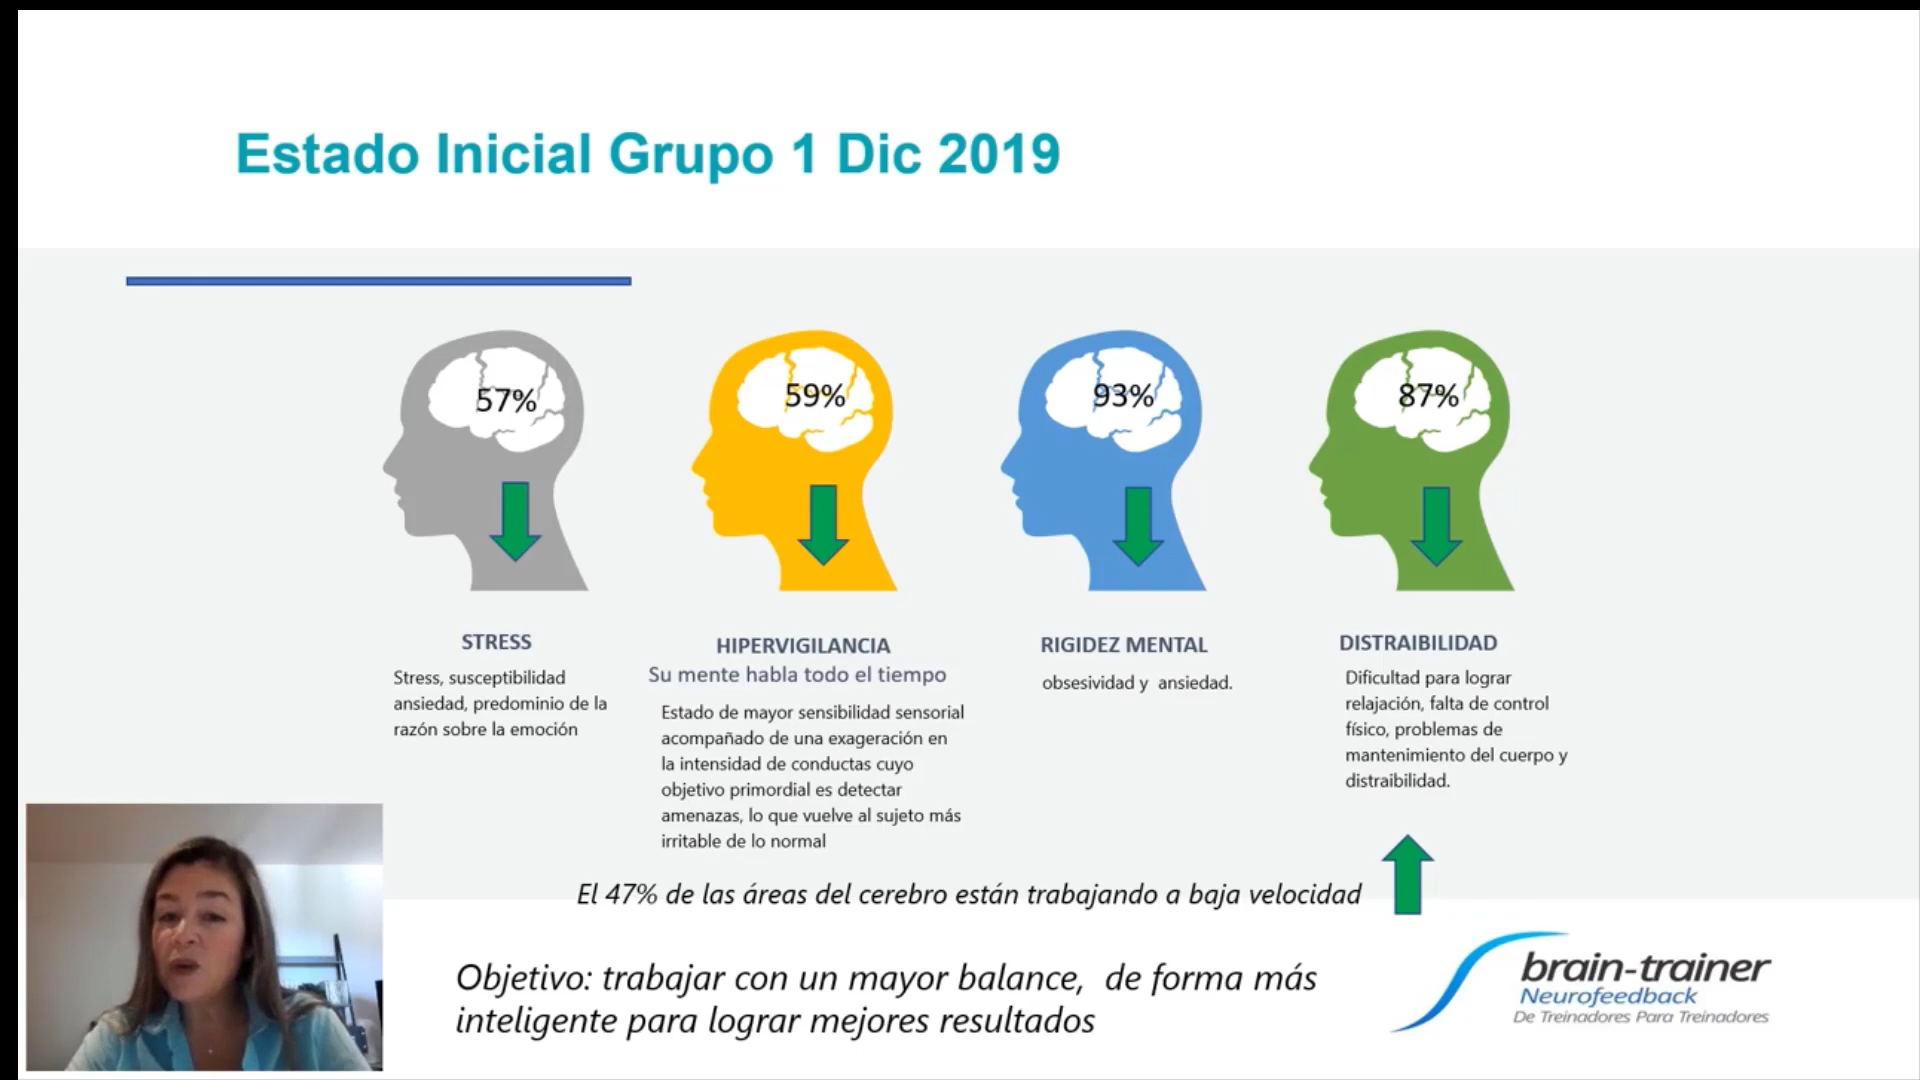 Estado Inicial Grupo 1 Dic 2019
57%
59%
93%
87%
STRESS
Stress, susceptibilidad
ansiedad, predominio de la
razón sobre la emoción
HIPERVIGILANCIA
Su mente habla todo el tiempo
Estado de mayor sensibilidad sensorial
acompañado de una exageración en
la intensidad de conductas cuyo
objetivo primordial es detectar
amenazas, lo que vuelve al sujeto más
irritable de lo normal
RIGIDEZ MENTAL
obsesividad y  ansiedad.
DISTRAIBILIDAD
Dificultad para lograr
relajación, falta de control
físico, problemas de
mantenimiento del cuerpo y
distraibilidad.
El 47% de las áreas del cerebro están trabajando a baja velocidad
Objetivo: trabajar con un mayor balance,  de forma más
inteligente para lograr mejores resultados
brain-trainer
Neurofeedback
De Treinadores Para Treinadores